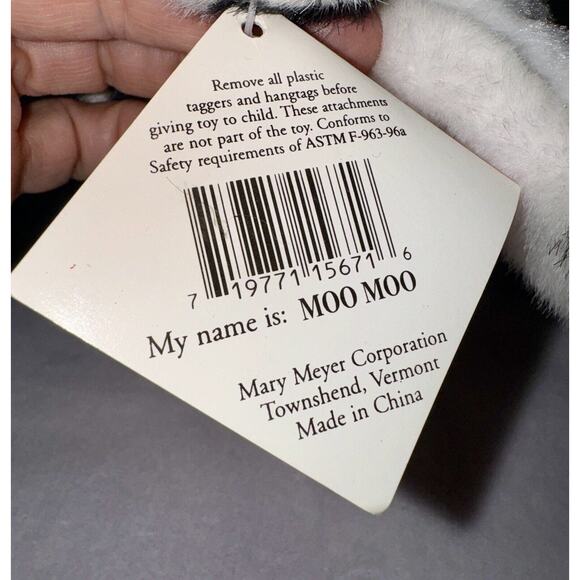 Remove all plastic
taggers and hangtags before
giving toy to child. These attachments
are not part of the toy. Conforms to
Safety requirements of ASTM F-963-96a
7 19771 15671 6
My name is: MOO MOO
Mary Meyer Corporation
Townshend, Vermont
Made in China